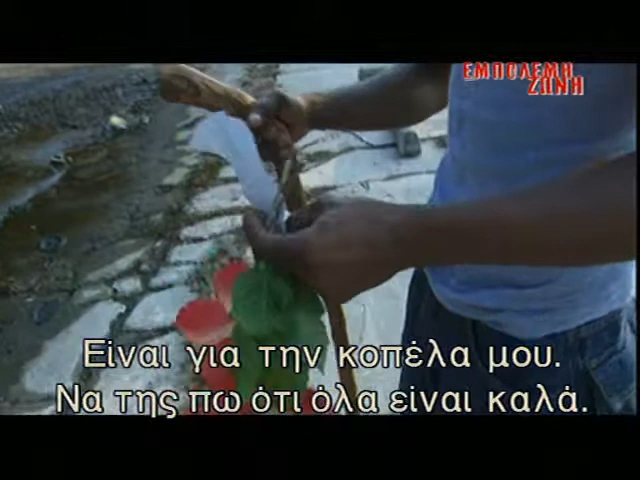 ΕΜΠΟΛΕΜΗ
ΖΩΝΗ
Είναι για την κοπέλα μου.
Να της πω ότι όλα είναι καλά.